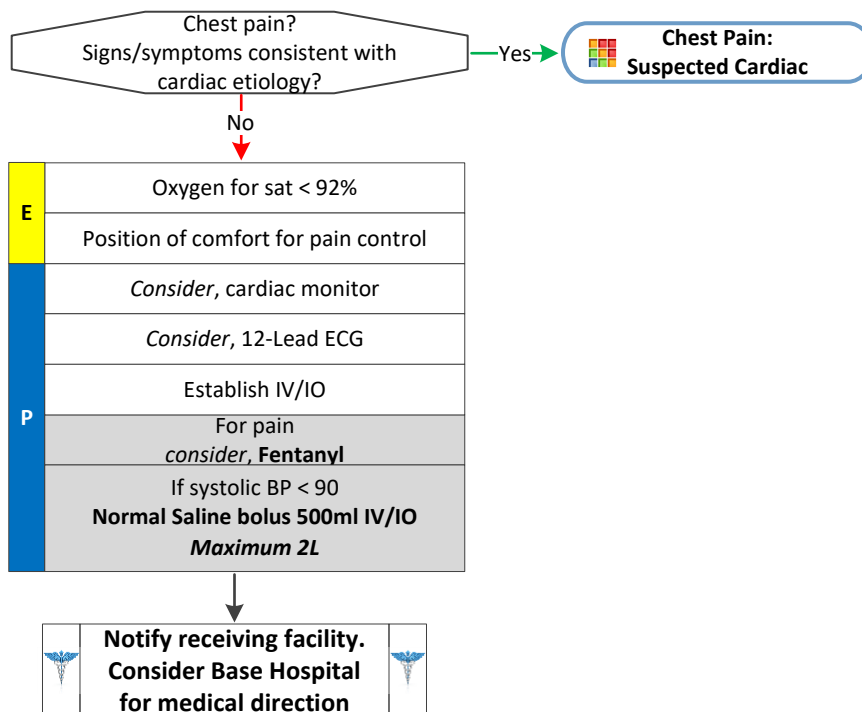 Chest pain?
Signs/symptoms consistent with
cardiac etiology?
Yes
Chest Pain:
Suspected Cardiac
No
E
Oxygen for sat < 92%
Position of comfort for pain control
P
Consider, cardiac monitor
Consider, 12-Lead ECG
Establish IV/IO
For pain
consider, Fentanyl
If systolic BP < 90
Normal Saline bolus 500ml IV/IO
Maximum 2L
Notify receiving facility.
Consider Base Hospital
for medical direction